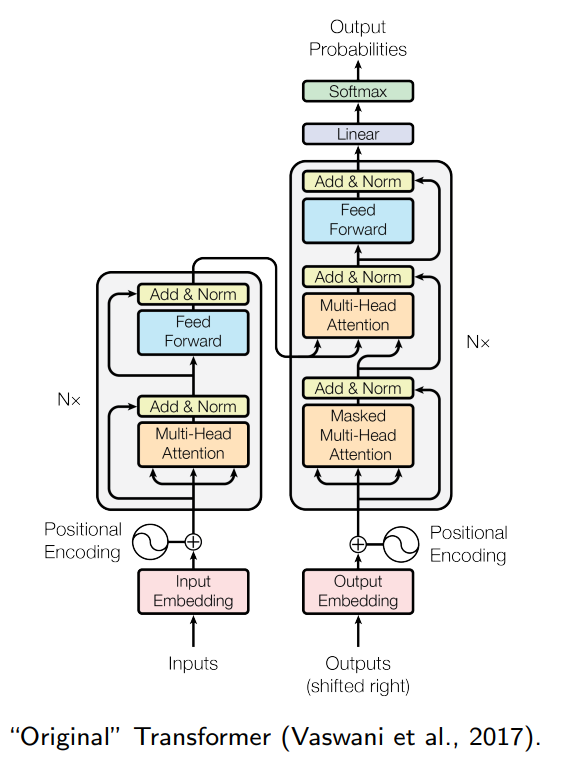 Output
Probabilities
Softmax
Linear
Add & Norm
Feed
Forward
Add & Norm
Multi-Head
Attention
Add & Norm
Masked
Multi-Head
Attention
N×
Add & Norm
Feed
Forward
Add & Norm
Multi-Head
Attention
N×
Positional
Encoding
Positional
Encoding
Input
Embedding
Output
Embedding
Inputs
Outputs
(shifted right)
“Original” Transformer (Vaswani et al., 2017).